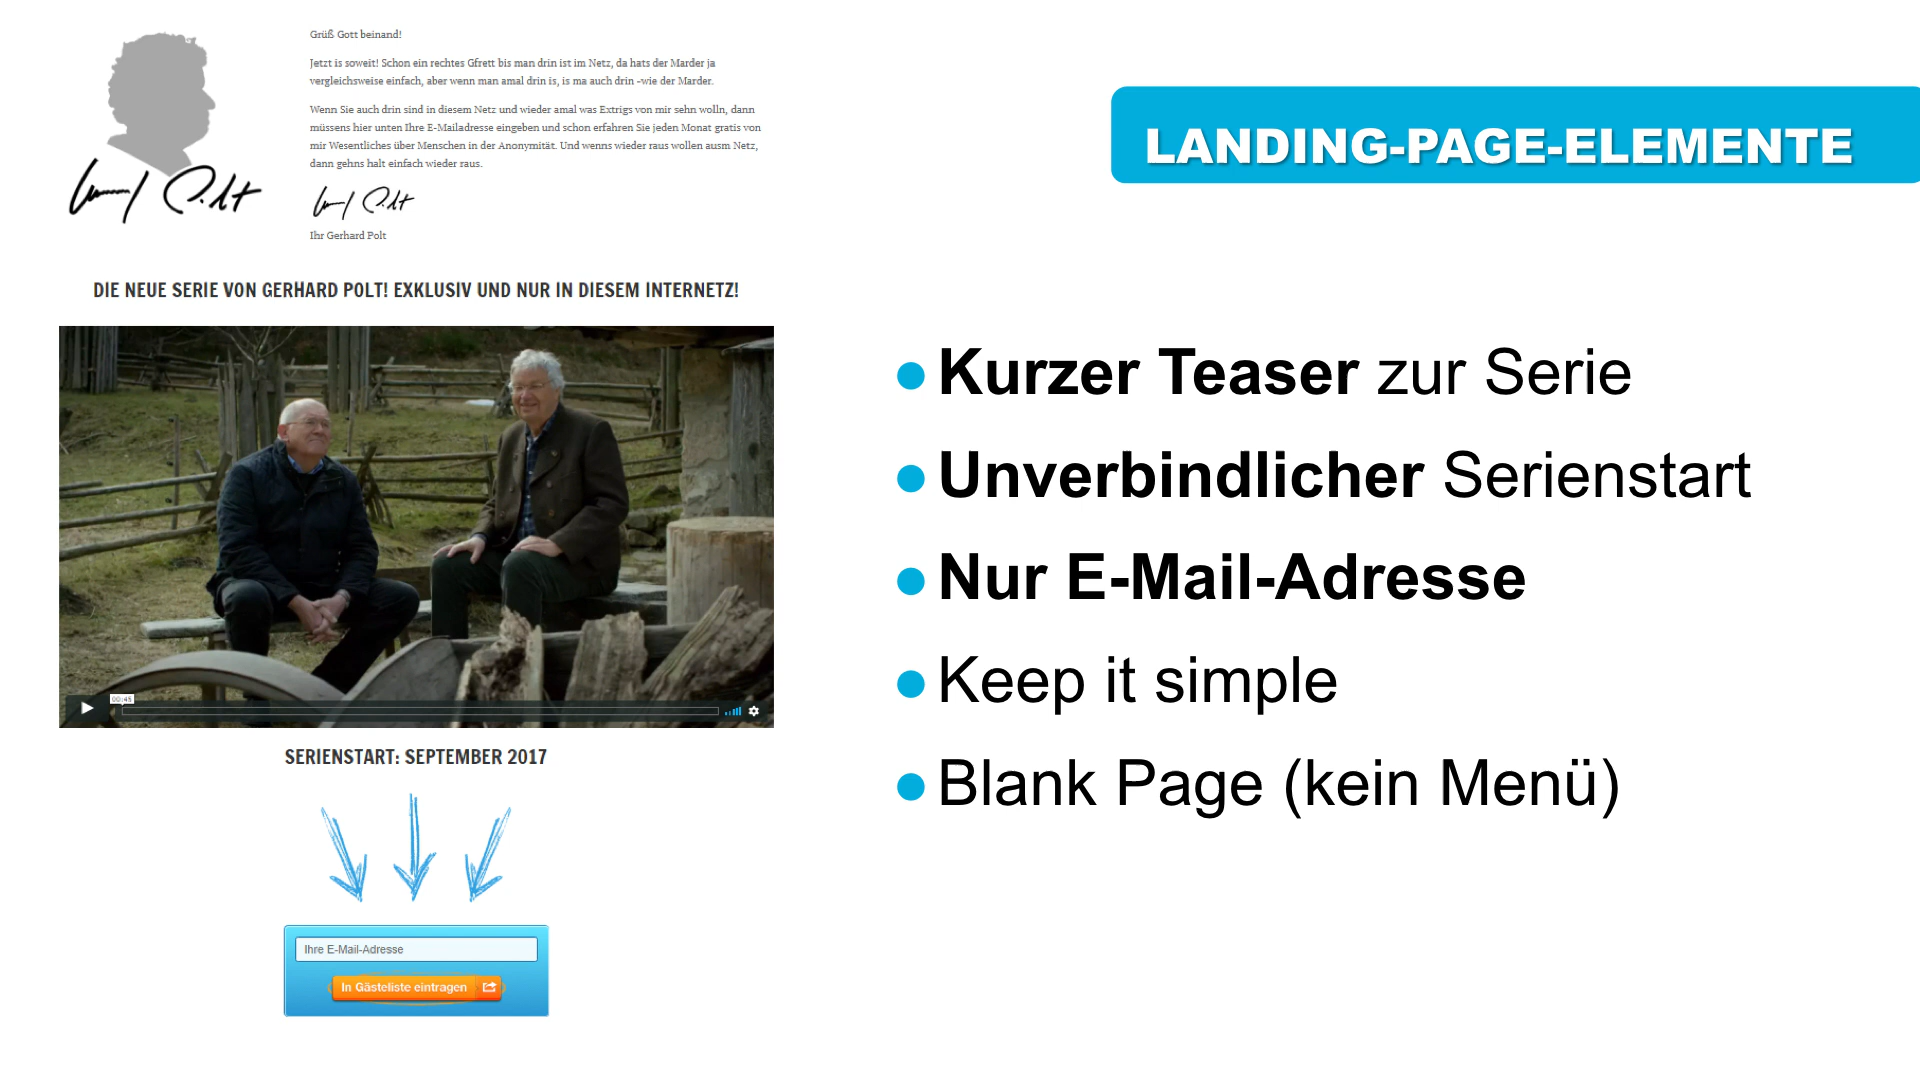 Grüß Gott beinand!
Jetzt is soweit! Schon ein rechtes Gfrett bis man drin ist im Netz, da hats der Marder ja
vergleichsweise einfach, aber wenn man amal drin is, is ma auch drin -wie der Marder.
Wenn Sie auch drin sind in diesem Netz und wieder amal was Extrigs von mir sehn wolln, dann
müssens hier unten Ihre E-Mailadresse eingeben und schon erfahren Sie jeden Monat gratis von
mir Wesentliches über Menschen in der Anonymität. Und wenns wieder raus wollen ausm Netz,
dann gehns halt einfach wieder raus.
Ihr Gerhard Polt
DIE NEUE SERIE VON GERHARD POLT! EXKLUSIV UND NUR IN DIESEM INTERNETZ!
00:45
SERIENSTART: SEPTEMBER 2017
Ihre E-Mail-Adresse
In Gästeliste eintragen
LANDING-PAGE-ELEMENTE
Kurzer Teaser zur Serie
Unverbindlicher Serienstart
Nur E-Mail-Adresse
Keep it simple
Blank Page (kein Menü)